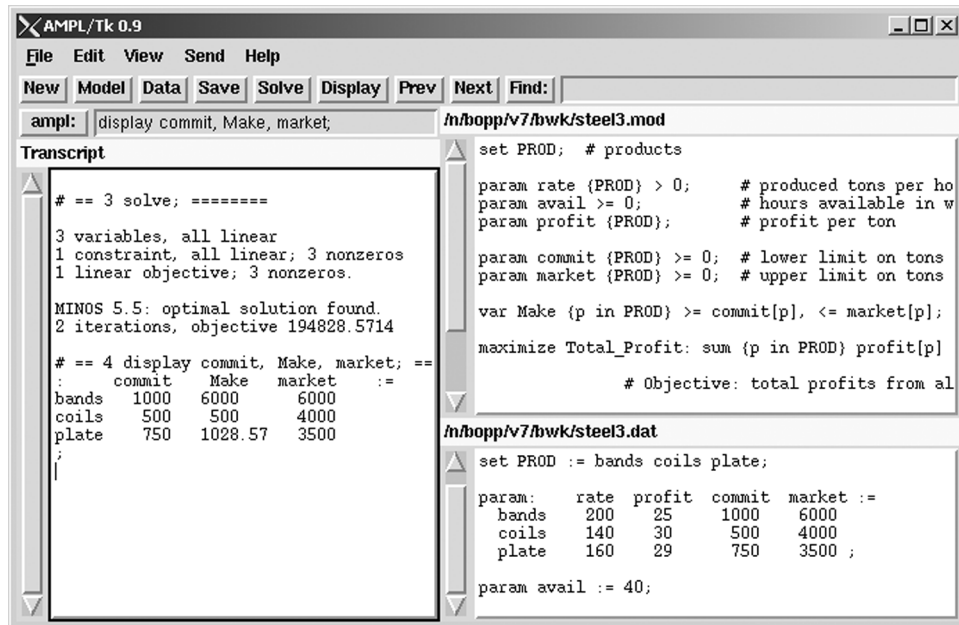 AMPL/Tk 0.9
File Edit View Send Help
New Model Data Save Solve Display Prev Next Find:
ampl: display commit, Make, market;
Transcript
# == 3 solve; ========
3 variables, all linear
1 constraint, all linear; 3 nonzeros
1 linear objective; 3 nonzeros.
MINOS 5.5: optimal solution found.
2 iterations, objective 194828.5714
# == 4 display commit, Make, market; ==
: commit Make market :=
bands 1000 6000 6000
coils 500 500 4000
plate 750 1028.57 3500
;
/n/bopp/v7/bwk/steel3.mod
set PROD; # products
param rate {PROD} > 0; # produced tons per ho
param avail >= 0; # hours available in w
param profit {PROD}; # profit per ton
param commit {PROD} >= 0; # lower limit on tons
param market {PROD} >= 0; # upper limit on tons
var Make {p in PROD} >= commit[p], <= market[p];
maximize Total_Profit: sum {p in PROD} profit[p]
# Objective: total profits from al
/n/bopp/v7/bwk/steel3.dat
set PROD := bands coils plate;
param: rate profit commit market :=
bands 200 25 1000 6000
coils 140 30 500 4000
plate 160 29 750 3500 ;
param avail := 40;